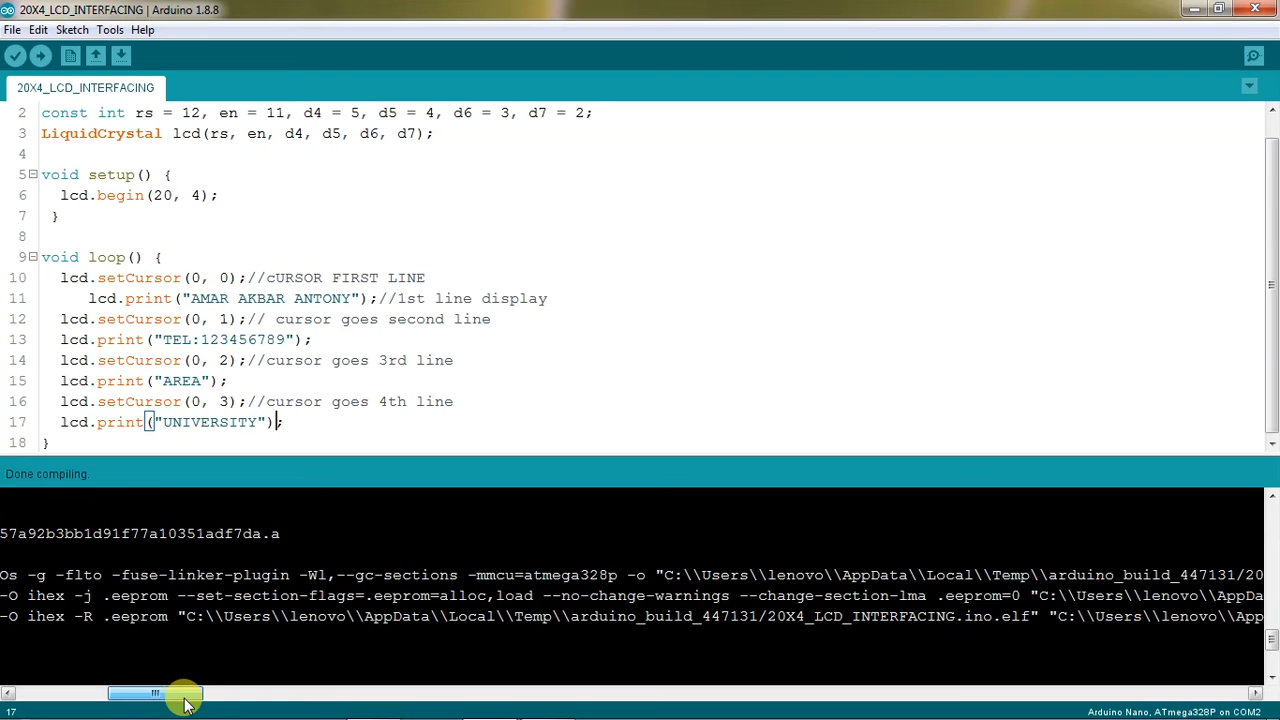 20X4_LCD_INTERFACING | Arduino 1.8.8
File Edit Sketch Tools Help
20X4_LCD_INTERFACING
2 const int rs = 12, en = 11, d4 = 5, d5 = 4, d6 = 3, d7 = 2;
3 LiquidCrystal lcd(rs, en, d4, d5, d6, d7);
4
5 void setup() {
6 lcd.begin(20, 4);
7 }
8
9 void loop() {
10 lcd.setCursor(0, 0);//cURSOR FIRST LINE
11 lcd.print("AMAR AKBAR ANTONY");//1st line display
12 lcd.setCursor(0, 1);// cursor goes second line
13 lcd.print("TEL:123456789");
14 lcd.setCursor(0, 2);//cursor goes 3rd line
15 lcd.print("AREA");
16 lcd.setCursor(0, 3);//cursor goes 4th line
17 lcd.print("UNIVERSITY");
18 }
Done compiling.
57a92b3bb1d91f77a10351adf7da.a
Os -g -flto -fuse-linker-plugin -Wl,--gc-sections -mmcu=atmega328p -o "C:\\Users\\lenovo\\AppData\\Local\\Temp\\arduino_build_447131/20
-O ihex -j .eeprom --set-section-flags=.eeprom=alloc,load --no-change-warnings --change-section-lma .eeprom=0 "C:\\Users\\lenovo\\AppDa
-O ihex -R .eeprom "C:\\Users\\lenovo\\AppData\\Local\\Temp\\arduino_build_447131/20X4_LCD_INTERFACING.ino.elf" "C:\\Users\\lenovo\\App
17 Arduino Nano, ATmega328P on COM2